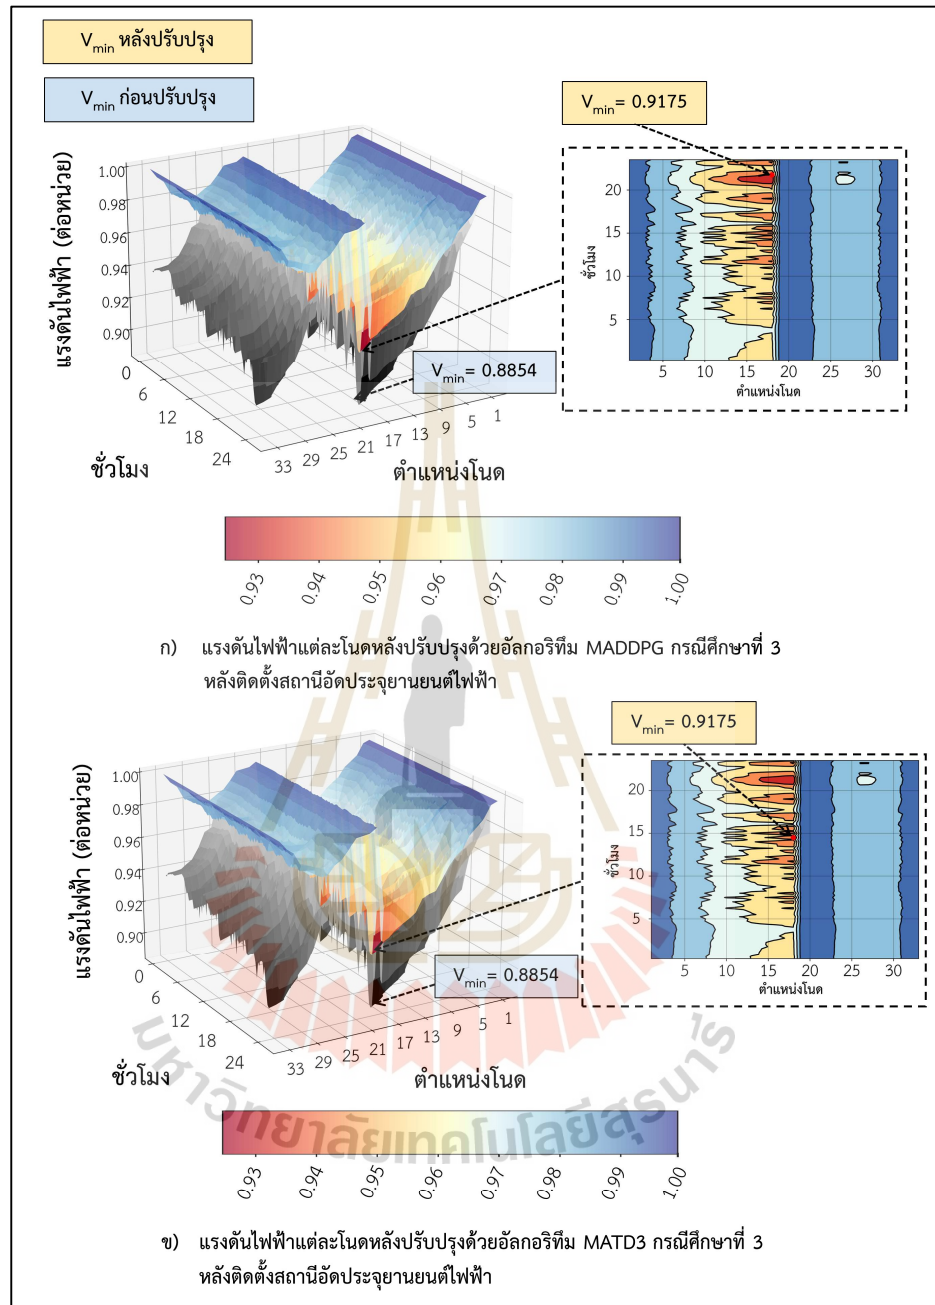 V_min หลังปรับปรุง
V_min ก่อนปรับปรุง
V_min = 0.9175
แรงดันไฟฟ้า (ต่อหน่วย)
1.00
0.98
0.96
0.94
0.92
0.90
0 6 12 18 24
ชั่วโมง
33 29 25 21 17 13 9 5 1
ตำแหน่งโนด
V_min = 0.8854
ชั่วโมง
20
15
10
5
5 10 15 20 25 30
ตำแหน่งโนด
0.93 0.94 0.95 0.96 0.97 0.98 0.99 1.00
ก) แรงดันไฟฟ้าแต่ละโนดหลังปรับปรุงด้วยอัลกอริทึม MADDPG กรณีศึกษาที่ 3
หลังติดตั้งสถานีอัดประจุยานยนต์ไฟฟ้า
V_min = 0.9175
แรงดันไฟฟ้า (ต่อหน่วย)
1.00
0.98
0.96
0.94
0.92
0.90
0 6 12 18 24
ชั่วโมง
33 29 25 21 17 13 9 5 1
ตำแหน่งโนด
V_min = 0.8854
ชั่วโมง
20
15
10
5
5 10 15 20 25 30
ตำแหน่งโนด
มหาวิทยาลัยเทคโนโลยีสุรนารี
0.93 0.94 0.95 0.96 0.97 0.98 0.99 1.00
ข) แรงดันไฟฟ้าแต่ละโนดหลังปรับปรุงด้วยอัลกอริทึม MATD3 กรณีศึกษาที่ 3
หลังติดตั้งสถานีอัดประจุยานยนต์ไฟฟ้า